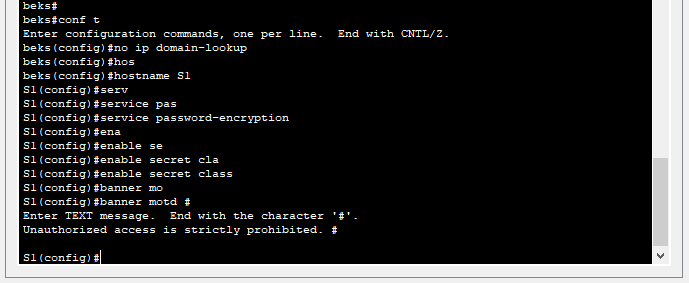 beks#
beks#conf t
Enter configuration commands, one per line.  End with CNTL/Z.
beks(config)#no ip domain-lookup
beks(config)#hos
beks(config)#hostname S1
S1(config)#serv
S1(config)#service pas
S1(config)#service password-encryption
S1(config)#ena
S1(config)#enable se
S1(config)#enable secret cla
S1(config)#enable secret class
S1(config)#banner mo
S1(config)#banner motd #
Enter TEXT message.  End with the character '#'.
Unauthorized access is strictly prohibited. #
S1(config)#